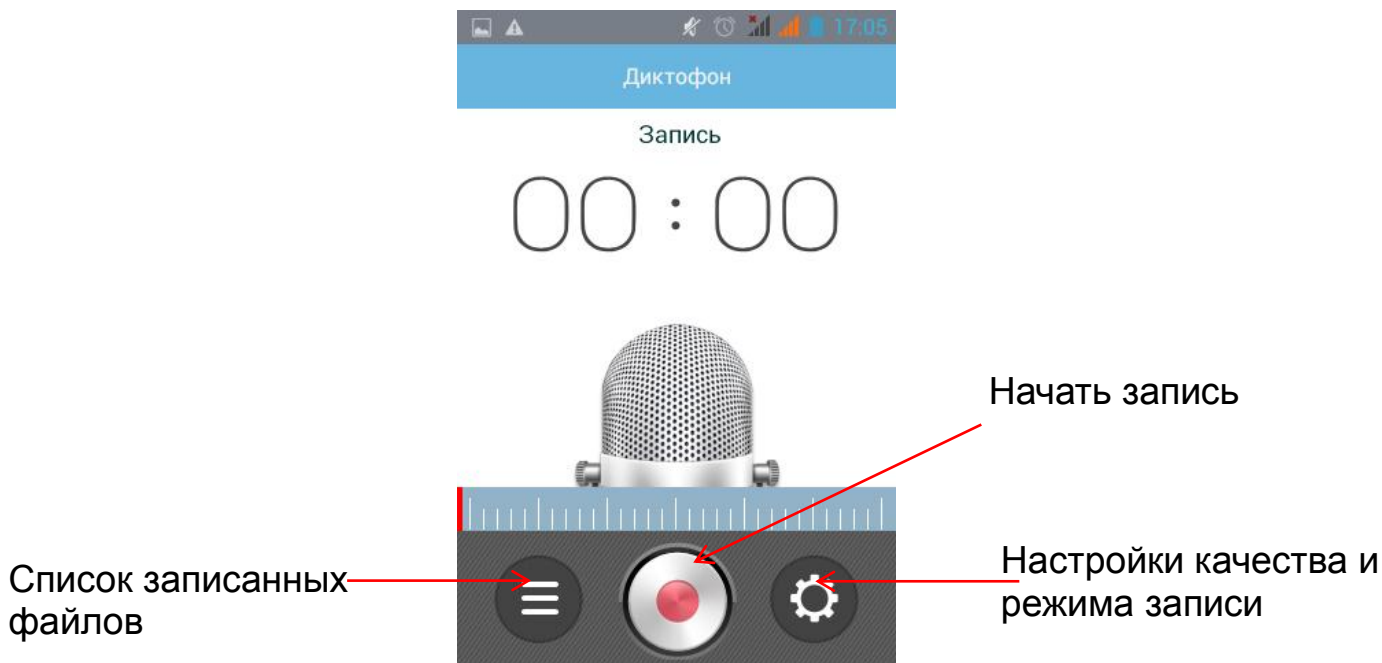 17:05
Диктофон
Запись
00 : 00
Начать запись
Список записанных
файлов
Настройки качества и
режима записи